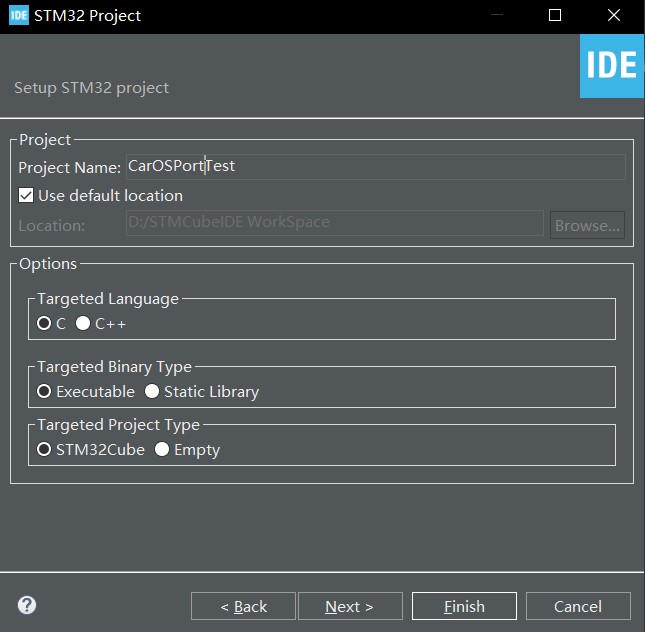 IDE STM32 Project
IDE
Setup STM32 project
Project
Project Name: CarOSPortTest
Use default location
Location: D:/STMCubeIDE WorkSpace Browse...
Options
Targeted Language
C C++
Targeted Binary Type
Executable Static Library
Targeted Project Type
STM32Cube Empty
? < Back Next > Finish Cancel